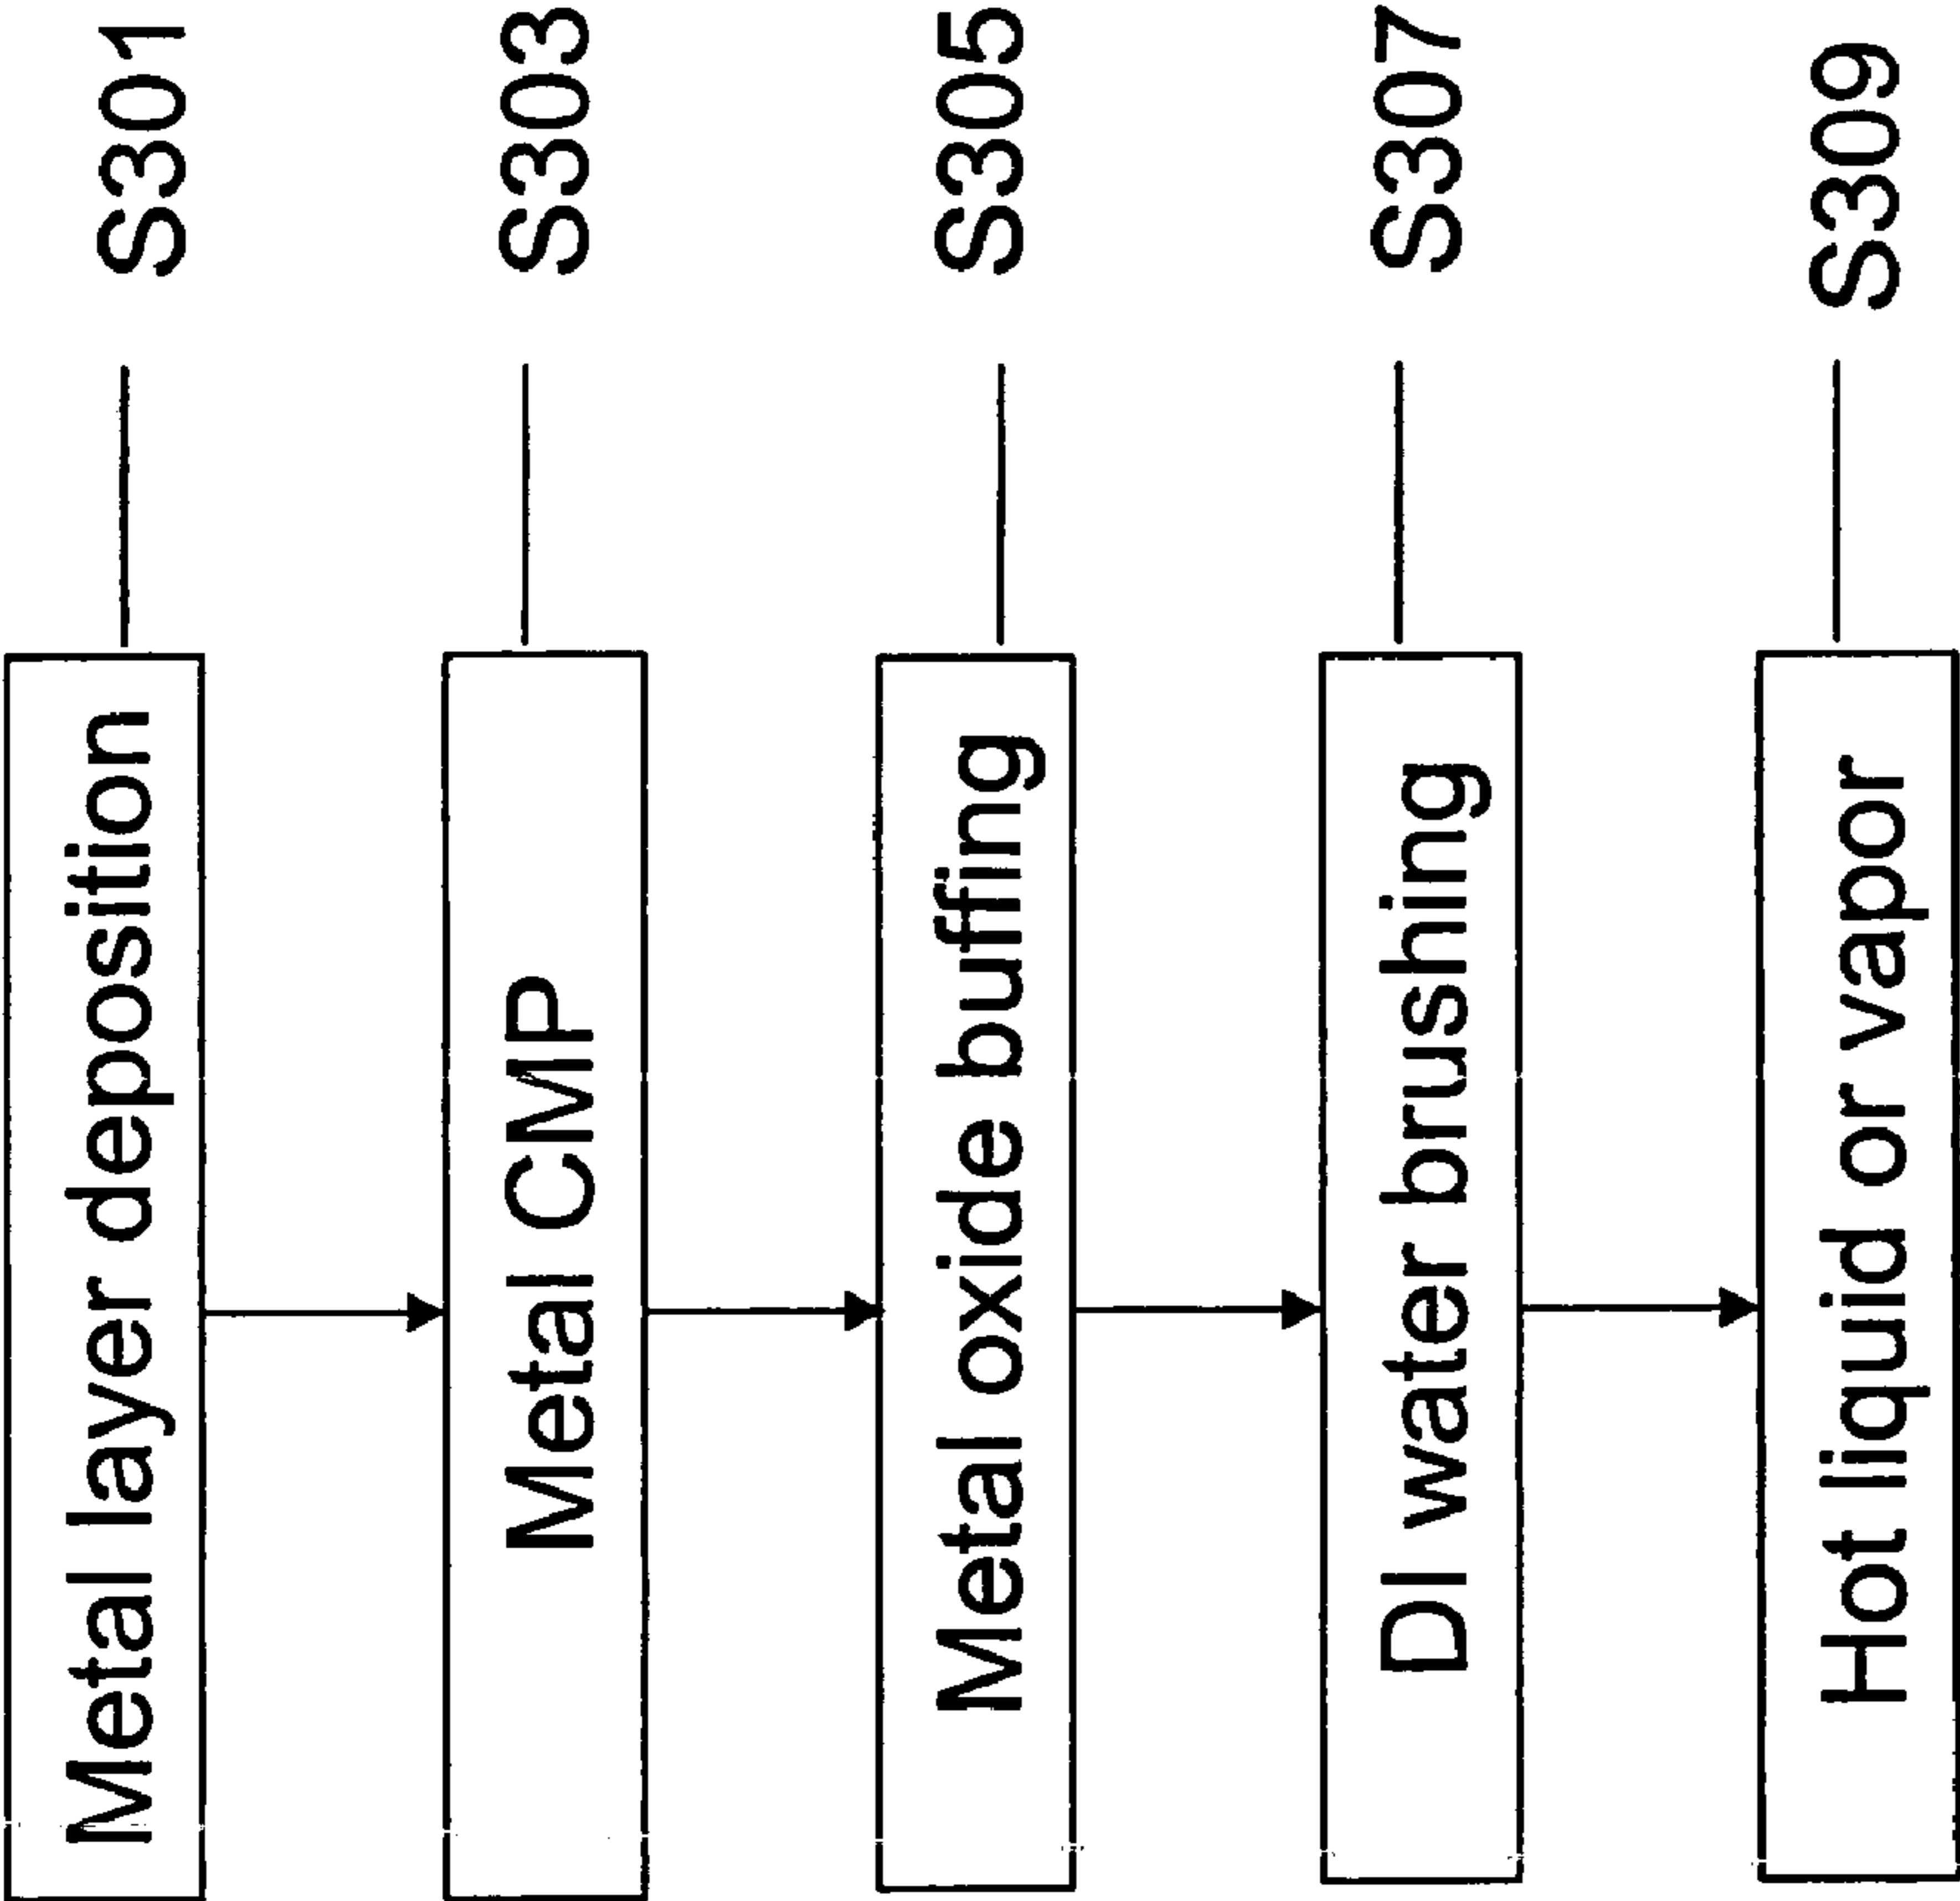 Metal layer deposition S301
Metal CMP S303
Metal oxide buffing S305
DI water brushing S307
Hot liquid or vapor S309